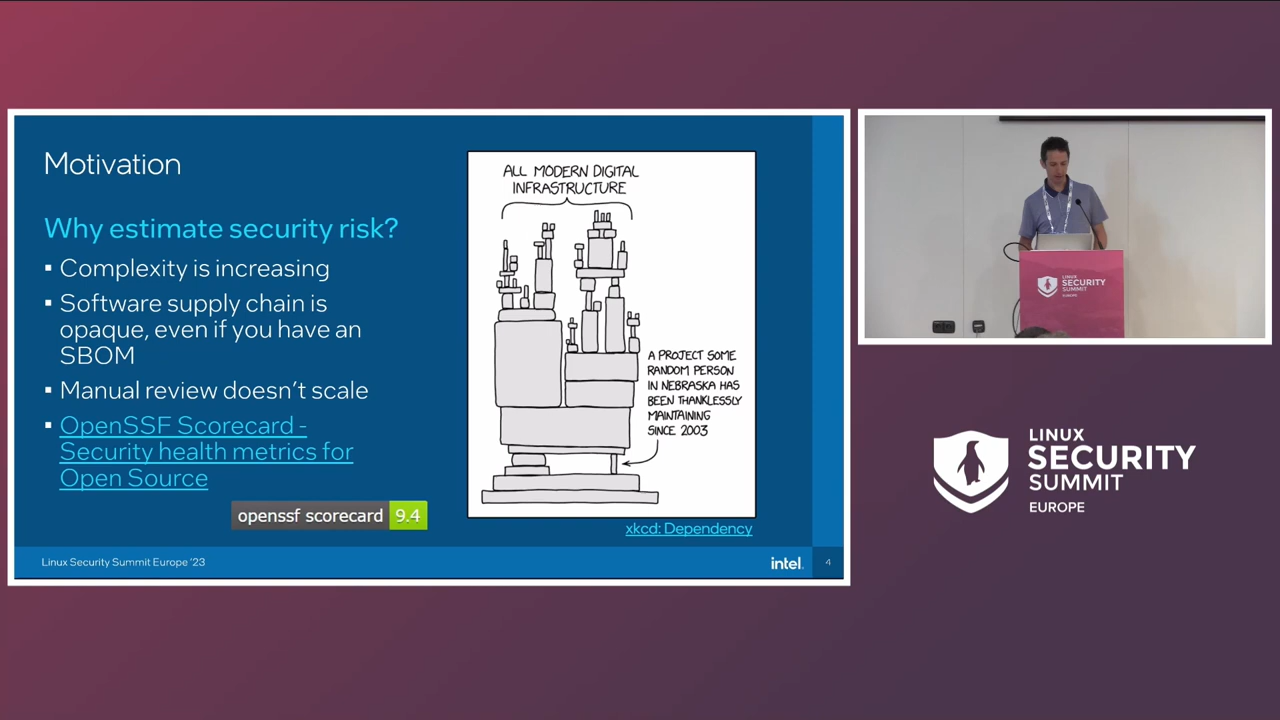 Motivation
Why estimate security risk?
▪ Complexity is increasing
▪ Software supply chain is
opaque, even if you have an
SBOM
▪ Manual review doesn't scale
▪ OpenSSF Scorecard -
Security health metrics for
Open Source
openssf scorecard 9.4
ALL MODERN DIGITAL
INFRASTRUCTURE
A PROJECT SOME
RANDOM PERSON
IN NEBRASKA HAS
BEEN THANKLESSLY
MAINTAINING
SINCE 2003
xkcd: Dependency
Linux Security Summit Europe '23
intel.
4
LINUX
SECURITY
SUMMIT
EUROPE
LINUX
SECURITY
SUMMIT
EUROPE